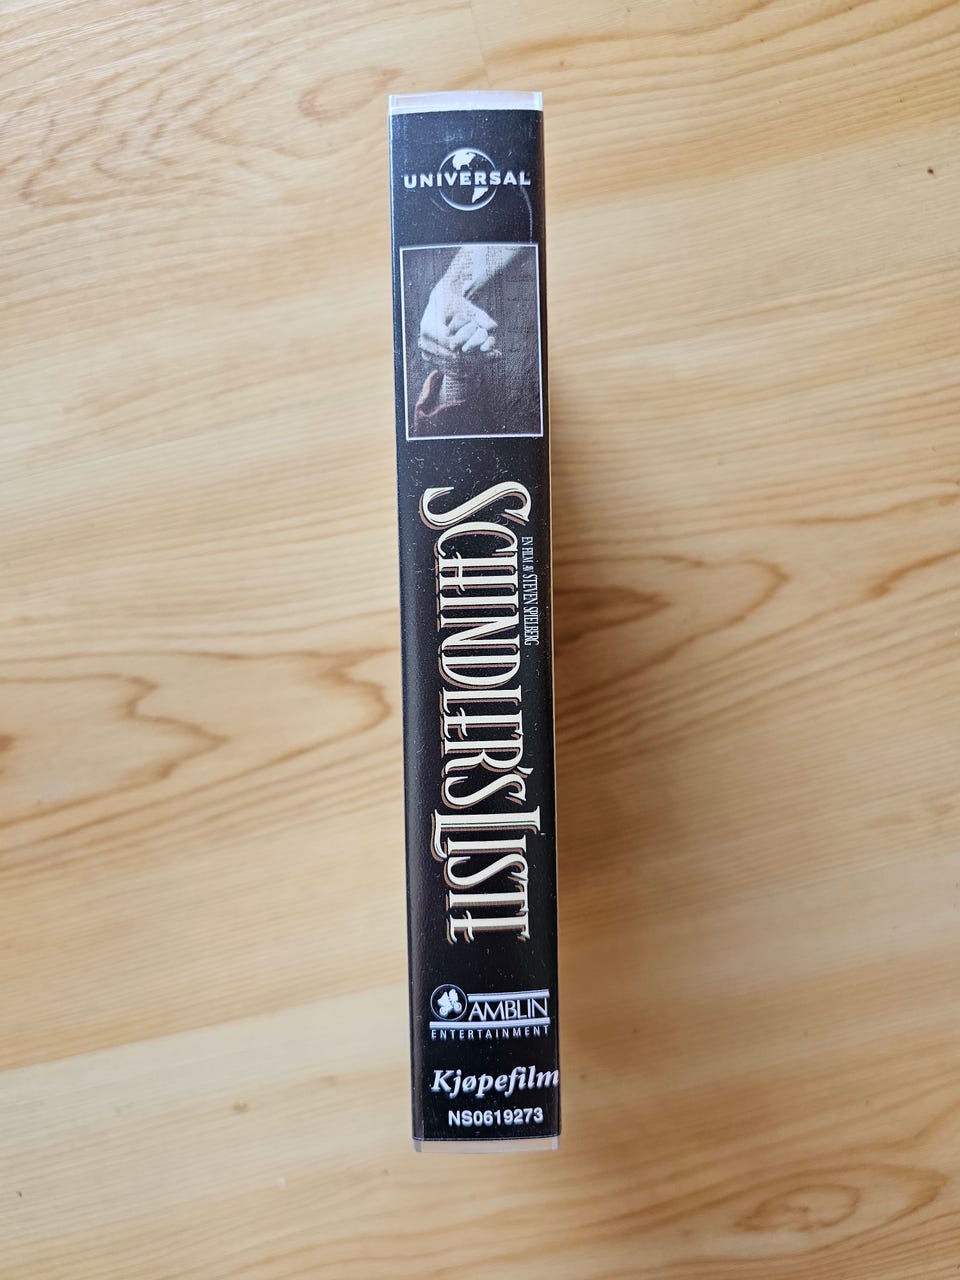 UNIVERSAL
EN FILM AV STEVEN SPIELBERG
SCHINDLER'S LISTE
AMBLIN
ENTERTAINMENT
Kjøpefilm
NS0619273